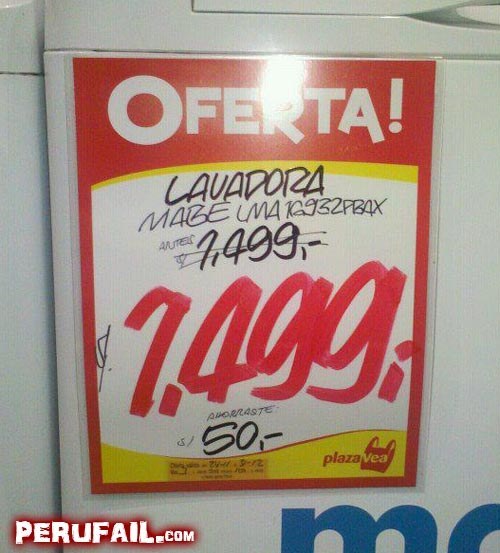 OFERTA!
LAVADORA
MABE LMA16932PBAX
ANTES
S/ 1,499,-
S/. 1,499,-
AHORRASTE:
S/ 50,-
plaza vea
PERUFAIL.COM